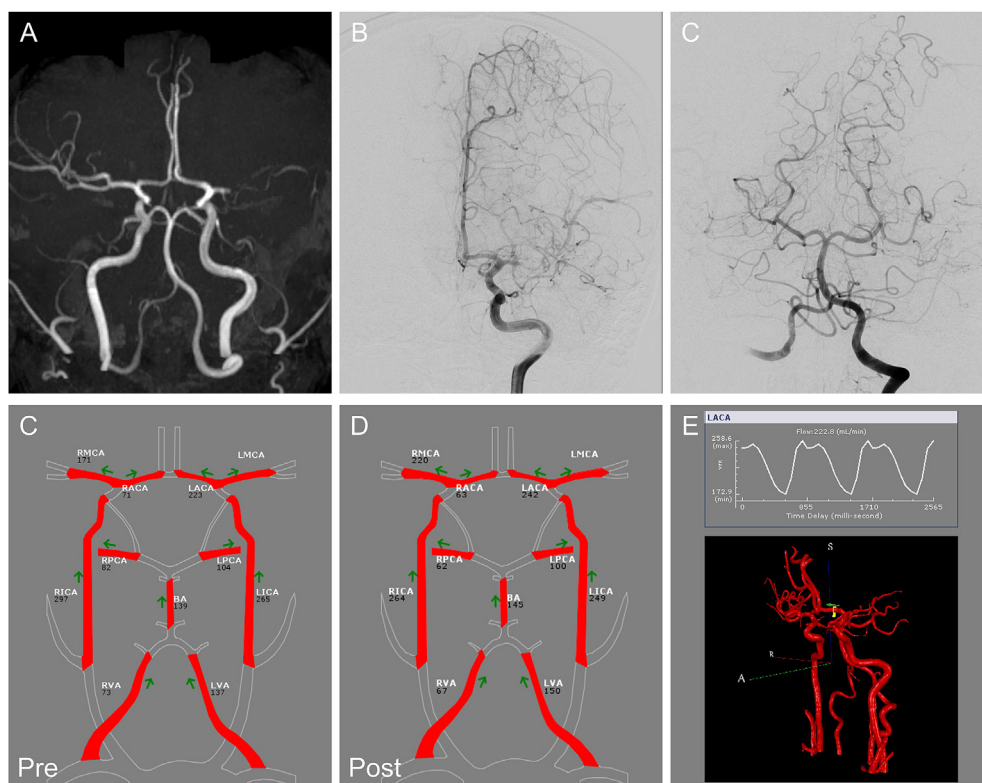 A
B
C
C
RMCA
171
LMCA
RACA
71
LACA
223
RPCA
82
LPCA
104
RICA
297
BA
139
LICA
265
RVA
73
LVA
137
Pre
D
RMCA
220
LMCA
RACA
63
LACA
242
RPCA
62
LPCA
100
RICA
264
BA
145
LICA
249
RVA
67
LVA
150
Post
E
LACA
Flow:222.8 (mL/min)
258.6
(max)
VFR
172.9
(min)
0 855 1710 2565
Time Delay (milli-second)
S
R
A